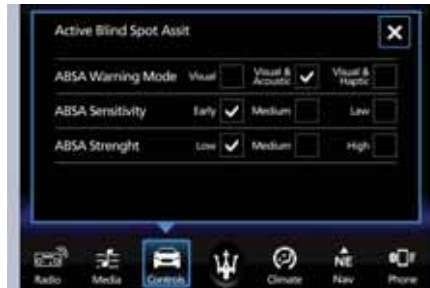 Active Blind Spot Assit
ABSA Warning Mode Visual Visual & Acoustic Visual & Haptic
ABSA Sensitivity Early Medium Law
ABSA Strenght Low Medium High
Radio Media Controls Climate NE Nav Phone